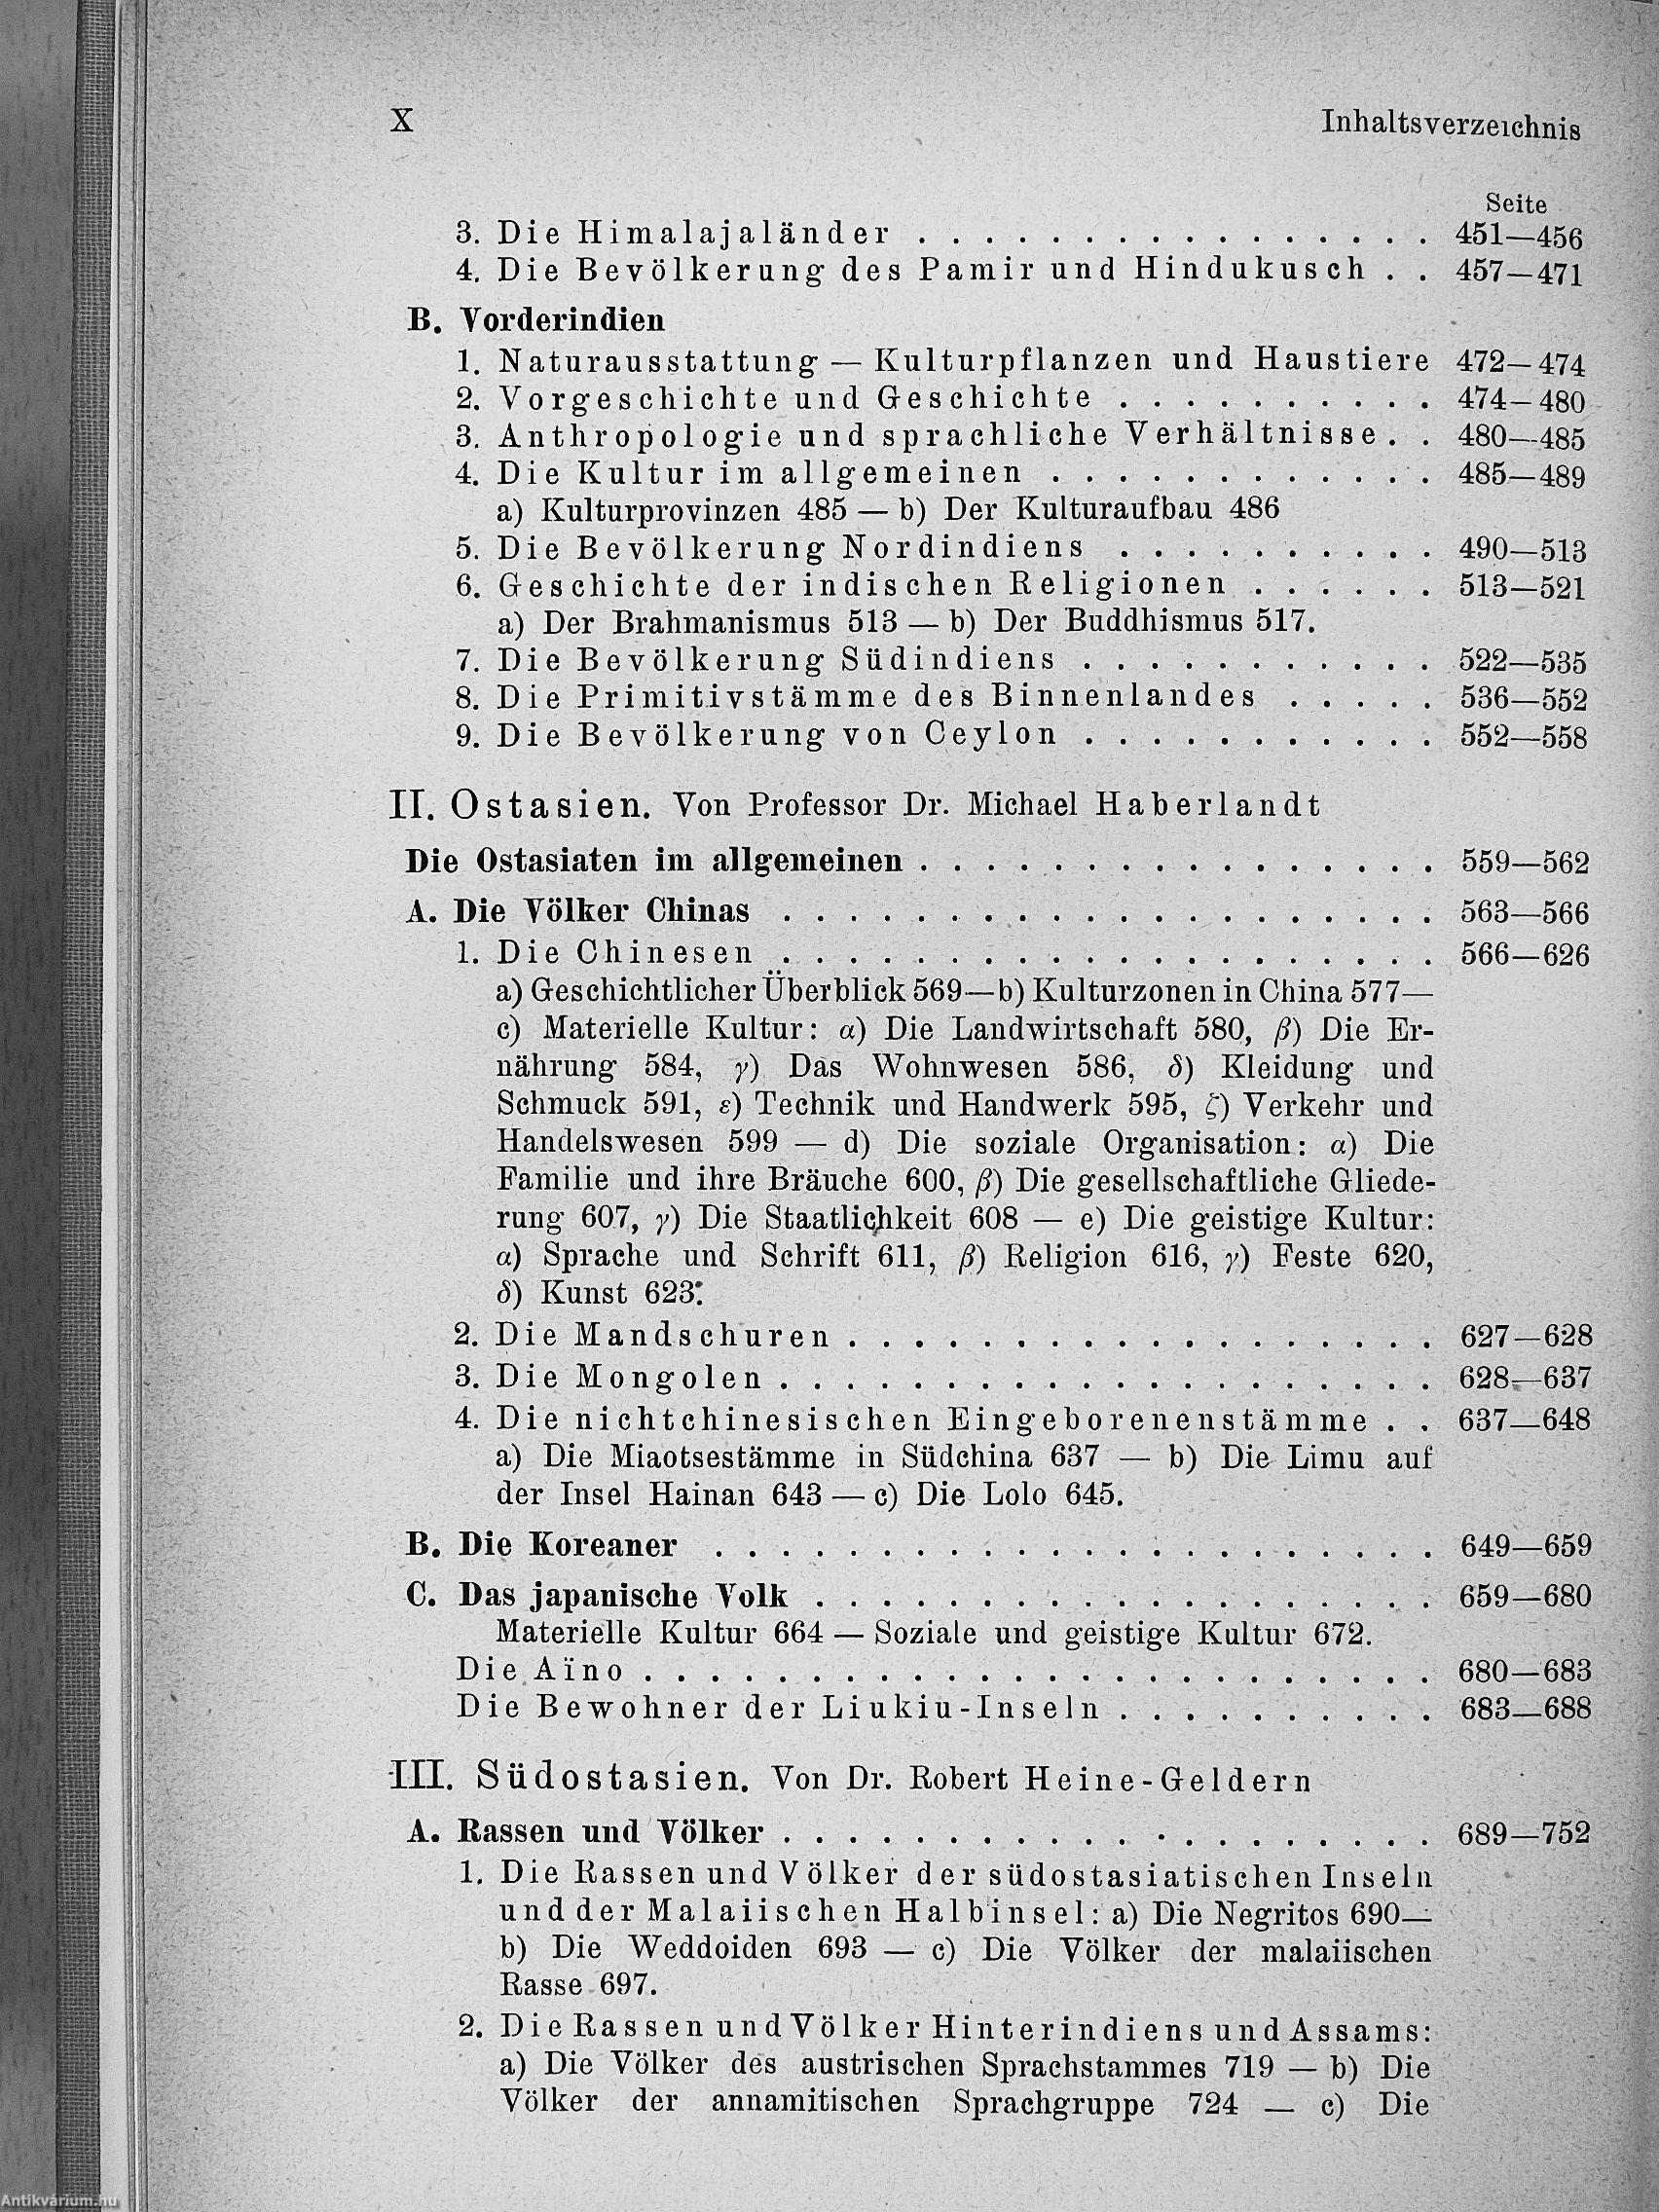 X Inhaltsverzeichnis
Seite
3. Die Himalajaländer . . . . . . . . . . . . . . . . 451—456
4. Die Bevölkerung des Pamir und Hindukusch . . 457—471
B. Vorderindien
1. Naturausstattung — Kulturpflanzen und Haustiere 472—474
2. Vorgeschichte und Geschichte . . . . . . . . . . 474—480
3. Anthropologie und sprachliche Verhältnisse . . 480—485
4. Die Kultur im allgemeinen . . . . . . . . . . . . 485—489
a) Kulturprovinzen 485 — b) Der Kulturaufbau 486
5. Die Bevölkerung Nordindiens . . . . . . . . . . 490—513
6. Geschichte der indischen Religionen . . . . . . 513—521
a) Der Brahmanismus 513 — b) Der Buddhismus 517.
7. Die Bevölkerung Südindiens . . . . . . . . . . . 522—535
8. Die Primitivstämme des Binnenlandes . . . . . 536—552
9. Die Bevölkerung von Ceylon . . . . . . . . . . . 552—558
II. Ostasien. Von Professor Dr. Michael Haberlandt
Die Ostasiaten im allgemeinen . . . . . . . . . . . . . . . . 559—562
A. Die Völker Chinas . . . . . . . . . . . . . . . . . . . . 563—566
1. Die Chinesen . . . . . . . . . . . . . . . . . . . . 566—626
a) Geschichtlicher Überblick 569—b) Kulturzonen in China 577—
c) Materielle Kultur: α) Die Landwirtschaft 580, β) Die Er-
nährung 584, γ) Das Wohnwesen 586, δ) Kleidung und
Schmuck 591, ε) Technik und Handwerk 595, ζ) Verkehr und
Handelswesen 599 — d) Die soziale Organisation: α) Die
Familie und ihre Bräuche 600, β) Die gesellschaftliche Gliede-
rung 607, γ) Die Staatlichkeit 608 — e) Die geistige Kultur:
α) Sprache und Schrift 611, β) Religion 616, γ) Feste 620,
δ) Kunst 623.
2. Die Mandschuren . . . . . . . . . . . . . . . . . . 627—628
3. Die Mongolen . . . . . . . . . . . . . . . . . . . . 628—637
4. Die nichtchinesischen Eingeborenenstämme . . 637—648
a) Die Miaotsestämme in Südchina 637 — b) Die Limu auf
der Insel Hainan 643 — c) Die Lolo 645.
B. Die Koreaner . . . . . . . . . . . . . . . . . . . . . . 649—659
C. Das japanische Volk . . . . . . . . . . . . . . . . . . . 659—680
Materielle Kultur 664 — Soziale und geistige Kultur 672.
Die Aïno . . . . . . . . . . . . . . . . . . . . . . . . 680—683
Die Bewohner der Liukiu-Inseln . . . . . . . . . . 683—688
III. Südostasien. Von Dr. Robert Heine-Geldern
A. Rassen und Völker . . . . . . . . . . . . . . . . . . . . 689—752
1. Die Rassen und Völker der südostasiatischen Inseln
und der Malaiischen Halbinsel: a) Die Negritos 690—
b) Die Weddoiden 693 — c) Die Völker der malaiischen
Rasse 697.
2. Die Rassen und Völker Hinterindiens und Assams:
a) Die Völker des austrischen Sprachstammes 719 — b) Die
Völker der annamitischen Sprachgruppe 724 — c) Die
Antikvárium.hu